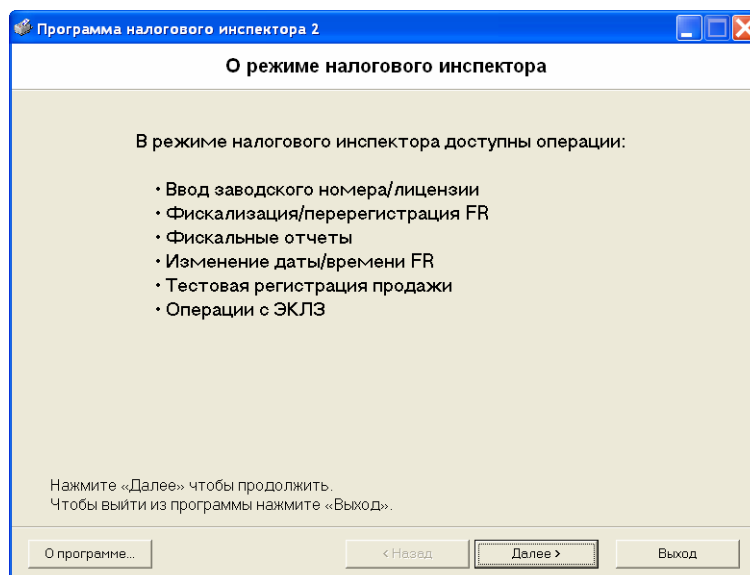 Программа налогового инспектора 2
О режиме налогового инспектора
В режиме налогового инспектора доступны операции:
• Ввод заводского номера/лицензии
• Фискализация/перерегистрация FR
• Фискальные отчеты
• Изменение даты/времени FR
• Тестовая регистрация продажи
• Операции с ЭКЛЗ
Нажмите «Далее» чтобы продолжить.
Чтобы выйти из программы нажмите «Выход».
О программе... < Назад Далее > Выход